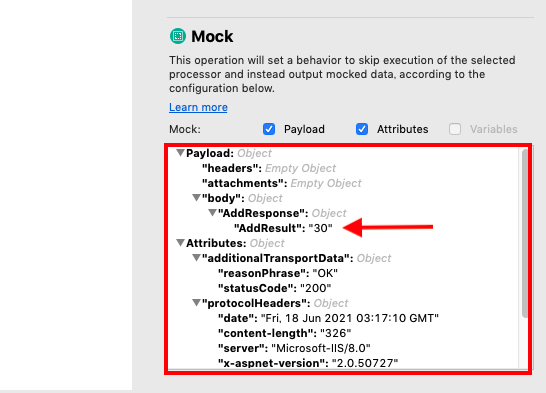 Mock
This operation will set a behavior to skip execution of the selected
processor and instead output mocked data, according to the
configuration below.
Learn more
Mock: Payload Attributes Variables
Payload: Object
"headers": Empty Object
"attachments": Empty Object
"body": Object
"AddResponse": Object
"AddResult": "30"
Attributes: Object
"additionalTransportData": Object
"reasonPhrase": "OK"
"statusCode": "200"
"protocolHeaders": Object
"date": "Fri, 18 Jun 2021 03:17:10 GMT"
"content-length": "326"
"server": "Microsoft-IIS/8.0"
"x-aspnet-version": "2.0.50727"